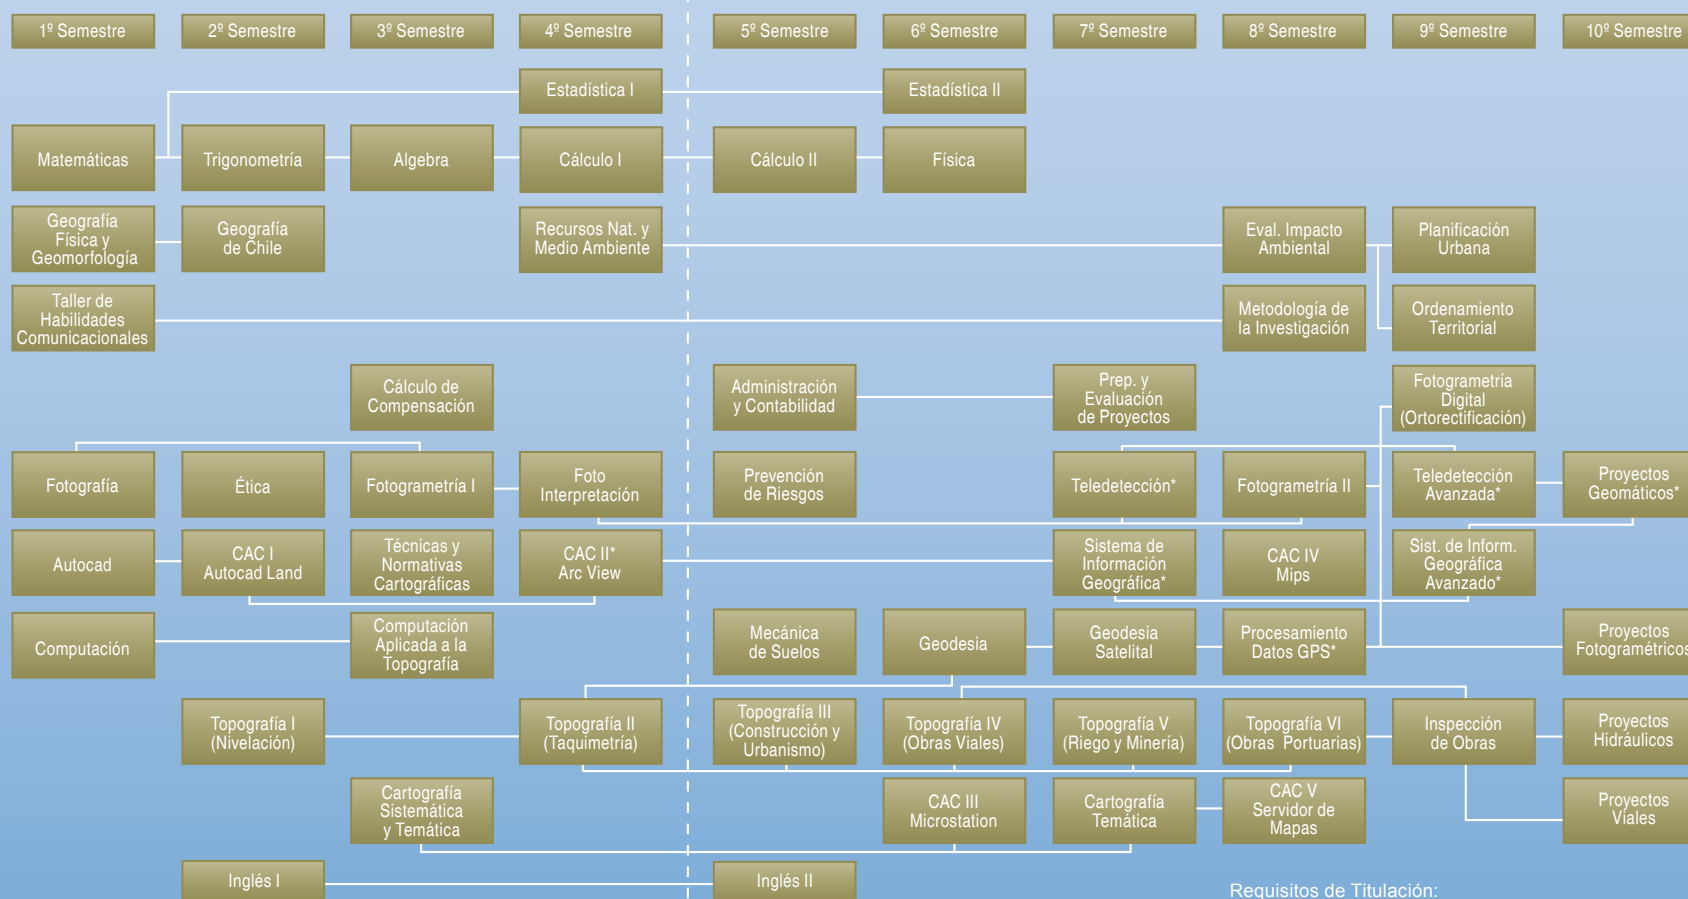 1º Semestre
2º Semestre
3º Semestre
4º Semestre
5º Semestre
6º Semestre
7º Semestre
8º Semestre
9º Semestre
10º Semestre
Estadística I
Estadística II
Matemáticas
Trigonometría
Algebra
Cálculo I
Cálculo II
Física
Geografía
Física y
Geomorfología
Geografía
de Chile
Recursos Nat. y
Medio Ambiente
Eval. Impacto
Ambiental
Planificación
Urbana
Taller de
Habilidades
Comunicacionales
Metodología de
la Investigación
Ordenamiento
Territorial
Cálculo de
Compensación
Administración
y Contabilidad
Prep. y
Evaluación
de Proyectos
Fotogrametría
Digital
(Ortorectificación)
Fotografía
Ética
Fotogrametría I
Foto
Interpretación
Prevención
de Riesgos
Teledetección*
Fotogrametría II
Teledetección
Avanzada*
Proyectos
Geomáticos*
Autocad
CAC I
Autocad Land
Técnicas y
Normativas
Cartográficas
CAC II*
Arc View
Sistema de
Información
Geográfica*
CAC IV
Mips
Sist. de Inform.
Geográfica
Avanzado*
Computación
Computación
Aplicada a la
Topografía
Mecánica
de Suelos
Geodesia
Geodesia
Satelital
Procesamiento
Datos GPS*
Proyectos
Fotogramétricos
Topografía I
(Nivelación)
Topografía II
(Taquimetría)
Topografía III
(Construcción y
Urbanismo)
Topografía IV
(Obras Viales)
Topografía V
(Riego y Minería)
Topografía VI
(Obras Portuarias)
Inspección
de Obras
Proyectos
Hidráulicos
Cartografía
Sistemática
y Temática
CAC III
Microstation
Cartografía
Temática
CAC V
Servidor de
Mapas
Proyectos
Viales
Inglés I
Inglés II
Requisitos de Titulación: